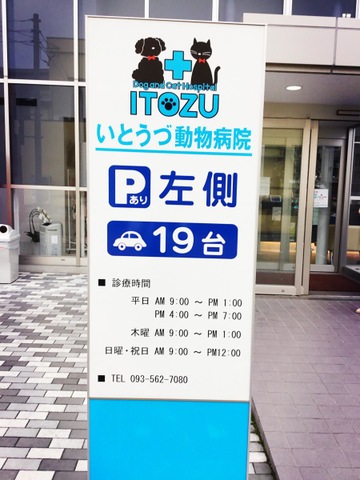 Dog and Cat Hospital
ITOZU
いとうづ動物病院
P あり 左側
19台
■ 診療時間
平日 AM 9:00 ～ PM 1:00
PM 4:00 ～ PM 7:00
木曜 AM 9:00 ～ PM 1:00
日曜・祝日 AM 9:00 ～ PM12:00
■ TEL 093-562-7080